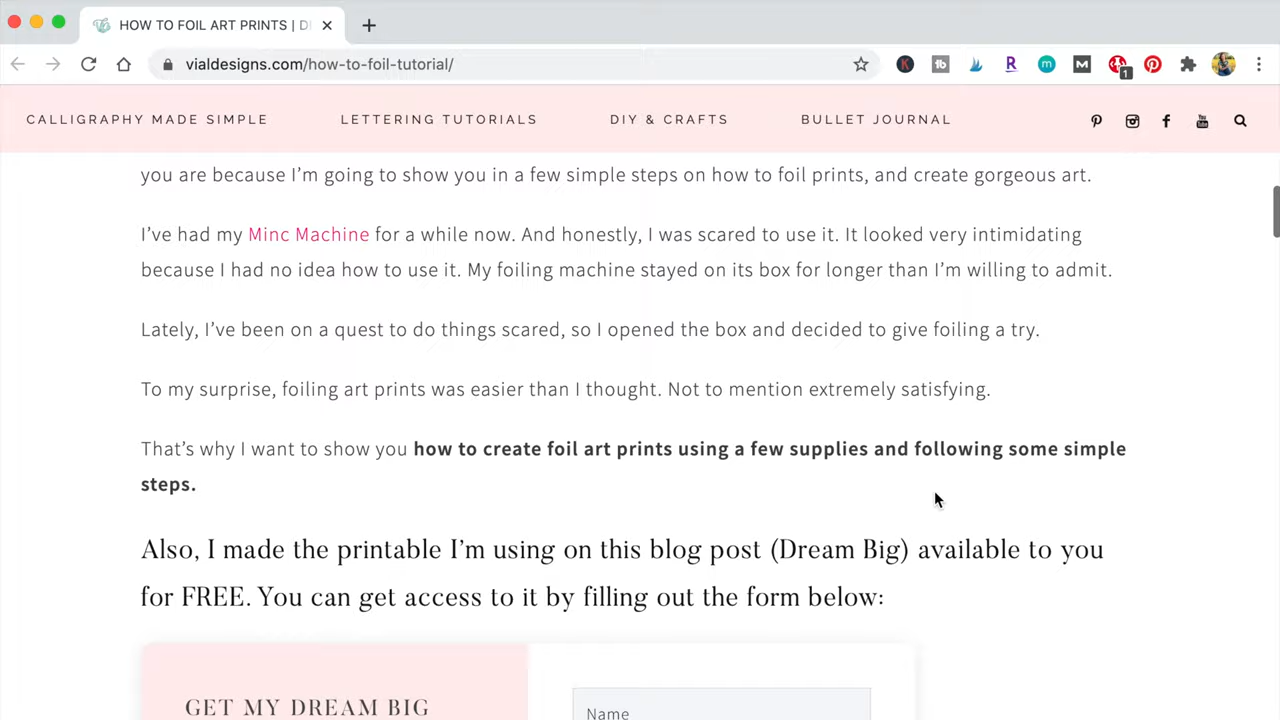 HOW TO FOIL ART PRINTS | D
vialdesigns.com/how-to-foil-tutorial/
CALLIGRAPHY MADE SIMPLE LETTERING TUTORIALS DIY & CRAFTS BULLET JOURNAL
you are because I’m going to show you in a few simple steps on how to foil prints, and create gorgeous art.
I’ve had my Minc Machine for a while now. And honestly, I was scared to use it. It looked very intimidating
because I had no idea how to use it. My foiling machine stayed on its box for longer than I’m willing to admit.
Lately, I’ve been on a quest to do things scared, so I opened the box and decided to give foiling a try.
To my surprise, foiling art prints was easier than I thought. Not to mention extremely satisfying.
That’s why I want to show you how to create foil art prints using a few supplies and following some simple
steps.
Also, I made the printable I’m using on this blog post (Dream Big) available to you
for FREE. You can get access to it by filling out the form below:
GET MY DREAM BIG
Name